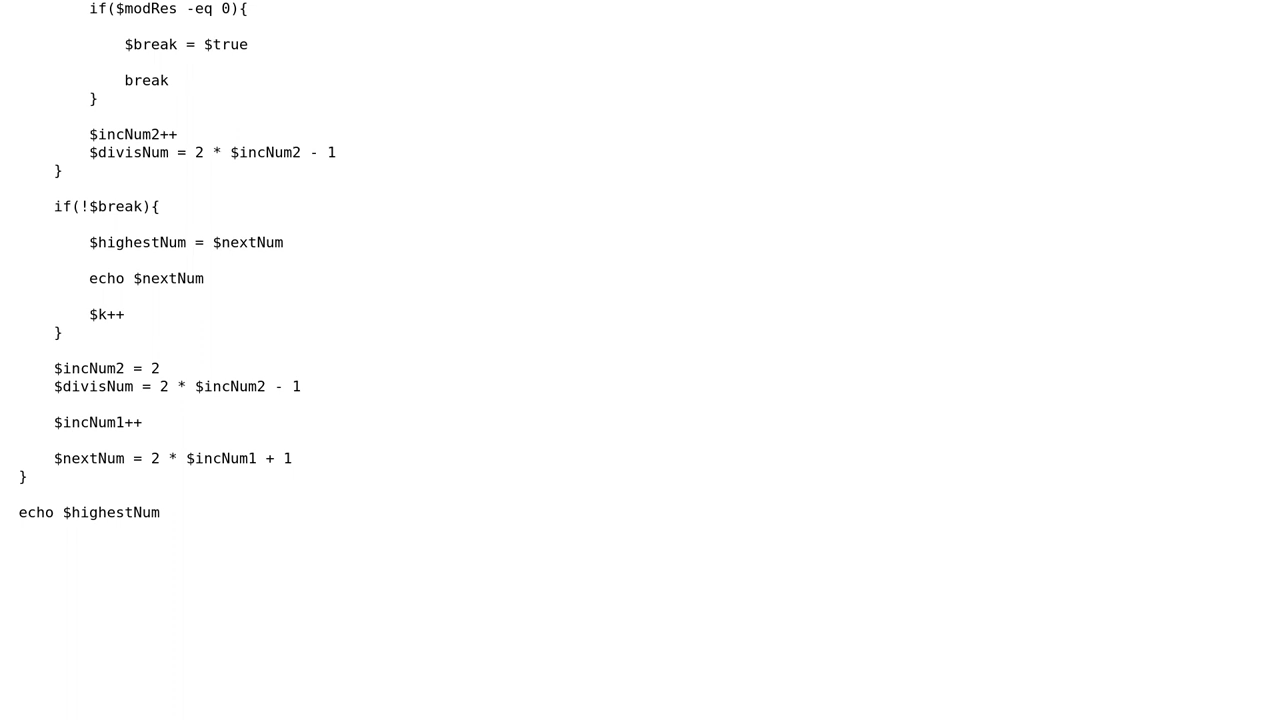 if($modRes -eq 0){
$break = $true
break
}
$incNum2++
$divisNum = 2 * $incNum2 - 1
}
if(!$break){
$highestNum = $nextNum
echo $nextNum
$k++
}
$incNum2 = 2
$divisNum = 2 * $incNum2 - 1
$incNum1++
$nextNum = 2 * $incNum1 + 1
}
echo $highestNum